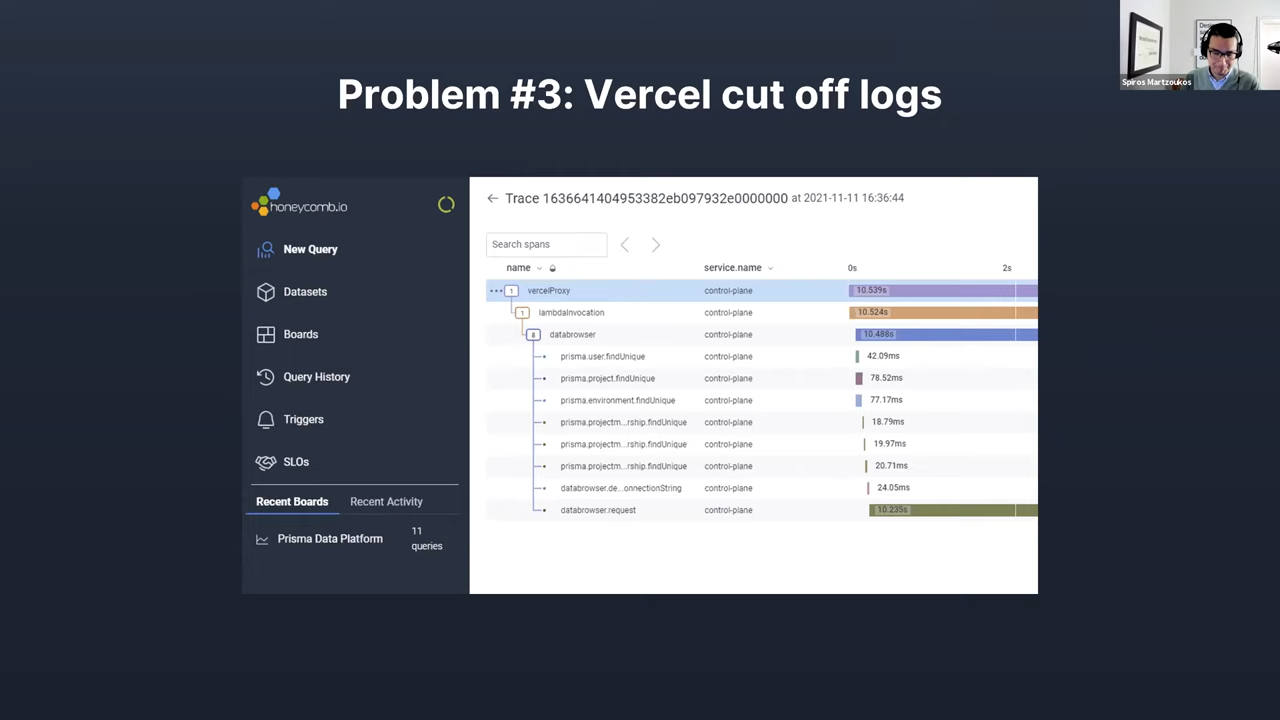 Spiros Martzoukos
Problem #3: Vercel cut off logs
honeycomb.io
New Query
Datasets
Boards
Query History
Triggers
SLOs
Recent Boards Recent Activity
Prisma Data Platform 11 queries
Trace 1636641404953382eb097932e0000000 at 2021-11-11 16:36:44
Search spans
name service.name 0s 2s
1 vercelProxy control-plane 10.539s
1 lambdaInvocation control-plane 10.524s
8 databrowser control-plane 10.488s
prisma.user.findUnique control-plane 42.09ms
prisma.project.findUnique control-plane 78.52ms
prisma.environment.findUnique control-plane 77.17ms
prisma.projectm...rship.findUnique control-plane 18.79ms
prisma.projectm...rship.findUnique control-plane 19.97ms
prisma.projectm...rship.findUnique control-plane 20.71ms
databrowser.de...onnectionString control-plane 24.05ms
databrowser.request control-plane 10.235s